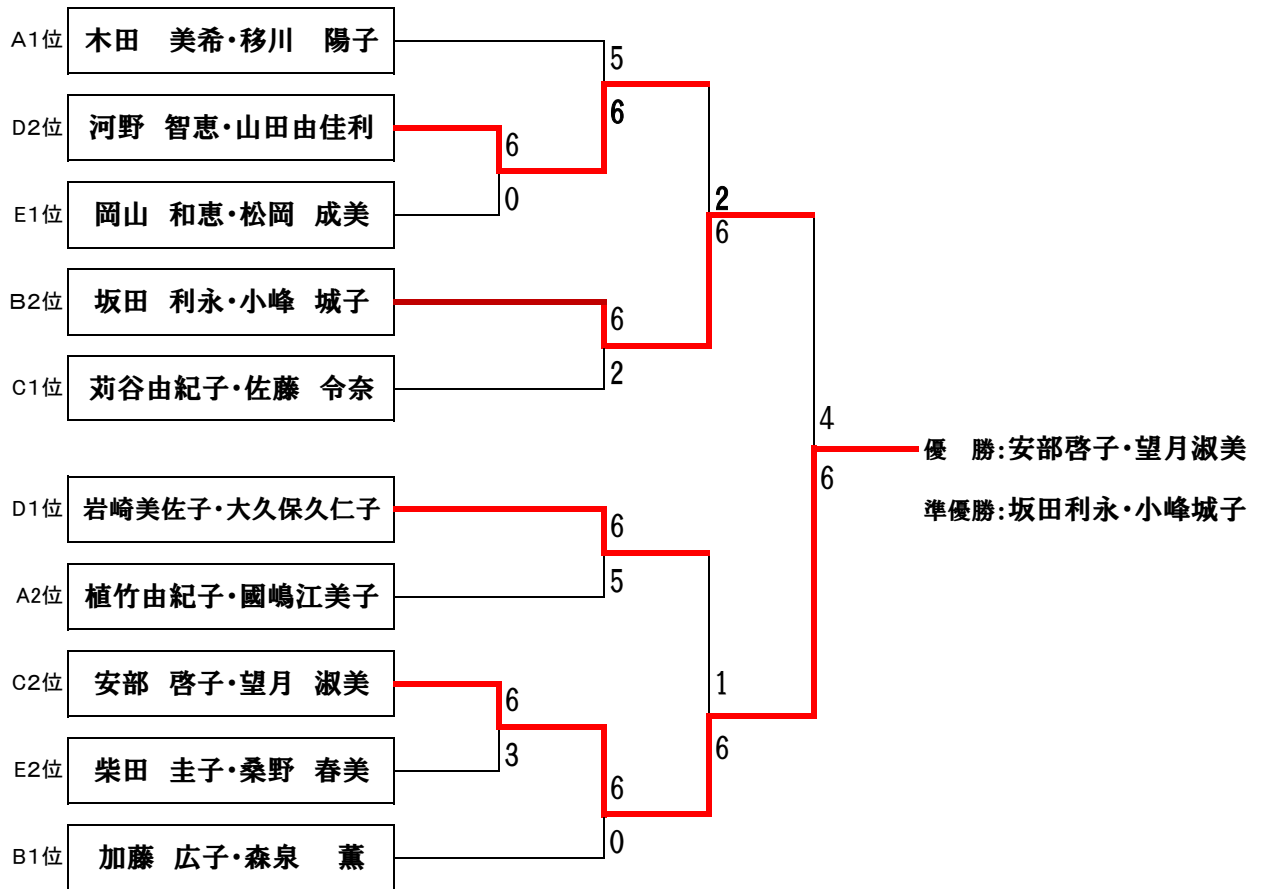 A1位 木田 美希・移川 陽子
5
D2位 河野 智恵・山田由佳利
6
6
0
E1位 岡山 和恵・松岡 成美
2
6
B2位 坂田 利永・小峰 城子
6
2
C1位 苅谷由紀子・佐藤 令奈
4
優 勝:安部啓子・望月淑美
6
D1位 岩崎美佐子・大久保久仁子
準優勝:坂田利永・小峰城子
6
5
A2位 植竹由紀子・國嶋江美子
C2位 安部 啓子・望月 淑美
1
6
3
6
E2位 柴田 圭子・桑野 春美
6
0
B1位 加藤 広子・森泉 薫